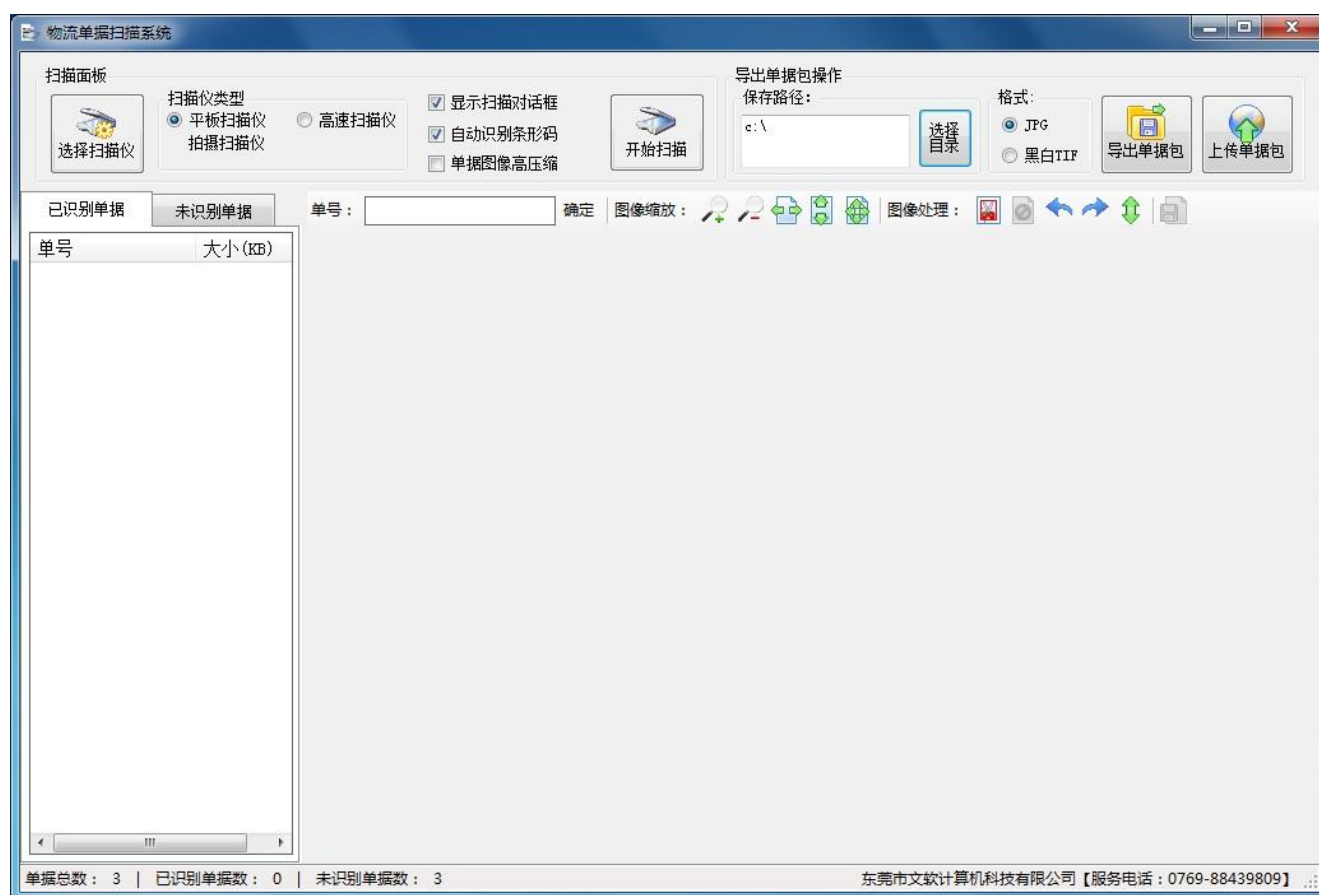 物流单据扫描系统
扫描面板
选择扫描仪
扫描仪类型
平板扫描仪
拍摄扫描仪
高速扫描仪
显示扫描对话框
自动识别条形码
单据图像高压缩
开始扫描
导出单据包操作
保存路径：
c:\
选择
目录
格式:
JPG
黑白TIF
导出单据包
上传单据包
已识别单据
未识别单据
单号：
确定
图像缩放：
图像处理：
单号
大小(KB)
单据总数： 3 | 已识别单据数： 0 | 未识别单据数： 3
东莞市文软计算机科技有限公司【服务电话：0769-88439809】